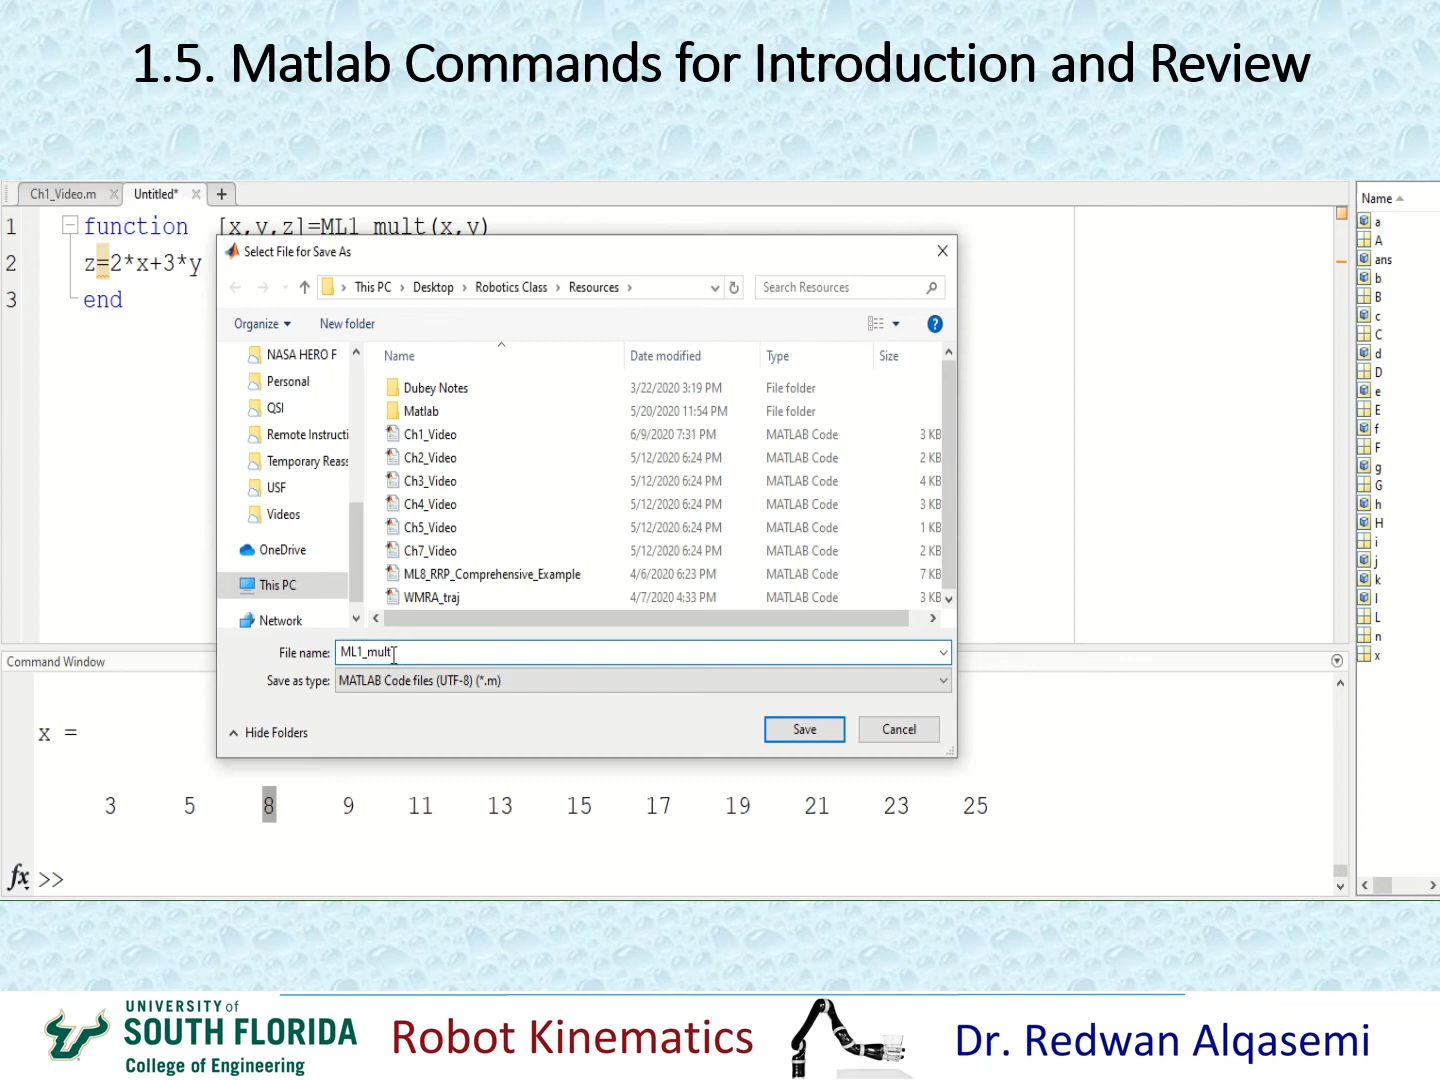 1.5. Matlab Commands for Introduction and Review
Ch1_Video.m
Untitled*
Name
1 function [x,y,z]=ML1_mult(x,y)
2 z=2*x+3*y
3 end
Select File for Save As
This PC > Desktop > Robotics Class > Resources >
Search Resources
Organize
New folder
NASA HERO F
Personal
QSI
Remote Instructi
Temporary Reas
USF
Videos
OneDrive
This PC
Network
Name Date modified Type Size
Dubey Notes 3/22/2020 3:19 PM File folder
Matlab 5/20/2020 11:54 PM File folder
Ch1_Video 6/9/2020 7:31 PM MATLAB Code 3 KB
Ch2_Video 5/12/2020 6:24 PM MATLAB Code 2 KB
Ch3_Video 5/12/2020 6:24 PM MATLAB Code 4 KB
Ch4_Video 5/12/2020 6:24 PM MATLAB Code 3 KB
Ch5_Video 5/12/2020 6:24 PM MATLAB Code 1 KB
Ch7_Video 5/12/2020 6:24 PM MATLAB Code 2 KB
ML8_RRP_Comprehensive_Example 4/6/2020 6:23 PM MATLAB Code 7 KB
WMRA_traj 4/7/2020 4:33 PM MATLAB Code 3 KB
File name: ML1_mult
Save as type: MATLAB Code files (UTF-8) (*.m)
Hide Folders
Save
Cancel
a
A
ans
b
B
c
C
d
D
e
E
f
F
g
G
h
H
i
j
k
l
L
n
x
Command Window
x =
3 5 8 9 11 13 15 17 19 21 23 25
fx >>
UNIVERSITY of
SOUTH FLORIDA
College of Engineering
Robot Kinematics
Dr. Redwan Alqasemi